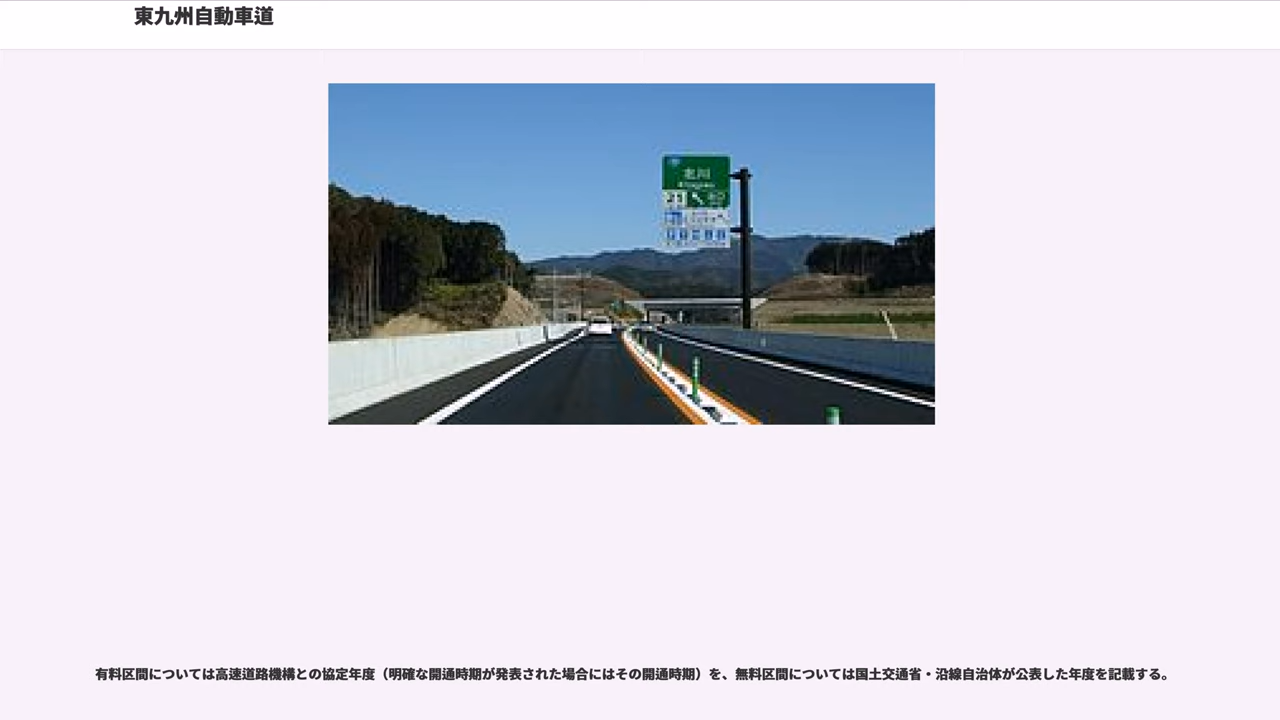 東九州自動車道
北川
出口
有料区間については高速道路機構との協定年度（明確な開通時期が発表された場合にはその開通時期）を、無料区間については国土交通省・沿線自治体が公表した年度を記載する。